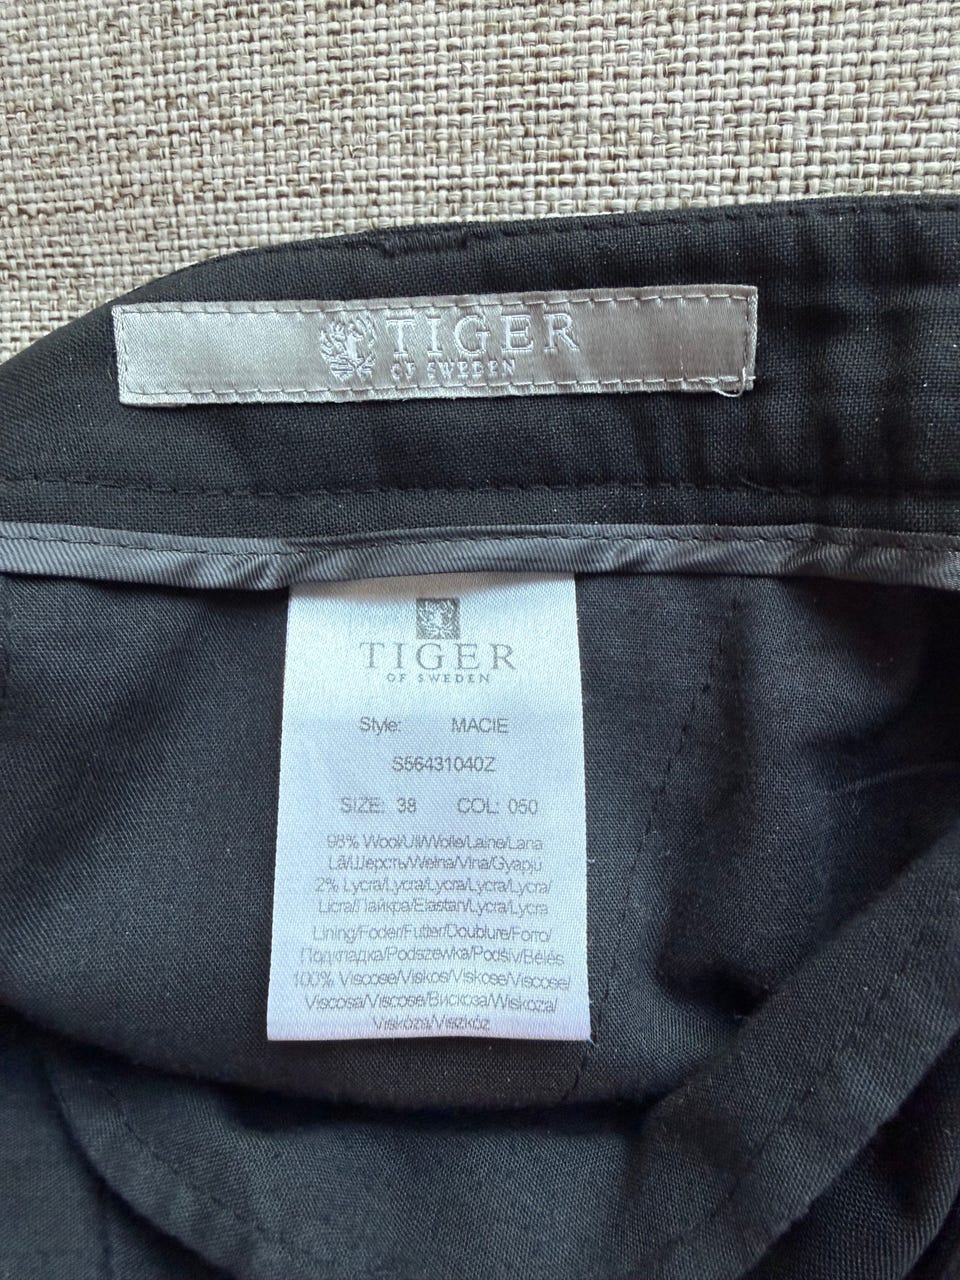 TIGER
OF SWEDEN
TIGER
OF SWEDEN
Style: MACIE
S56431040Z
SIZE: 38 COL: 050
98% Wool/Ull/Wolle/Laine/Lana
Lã/Шерсть/Wełna/Vlna/Gyapjú
2% Lycra/Lycra/Lycra/Lycra/Lycra/
Licra/Лайкра/Elastan/Lycra/Lycra
Lining/Foder/Futter/Doublure/Forro/
Подкладка/Podszewka/Podšív/Bélés
100% Viscose/Viskos/Viskose/Viscose/
Viscosa/Viscose/Вискоза/Wiskoza/
Viskóza/Viszkóz